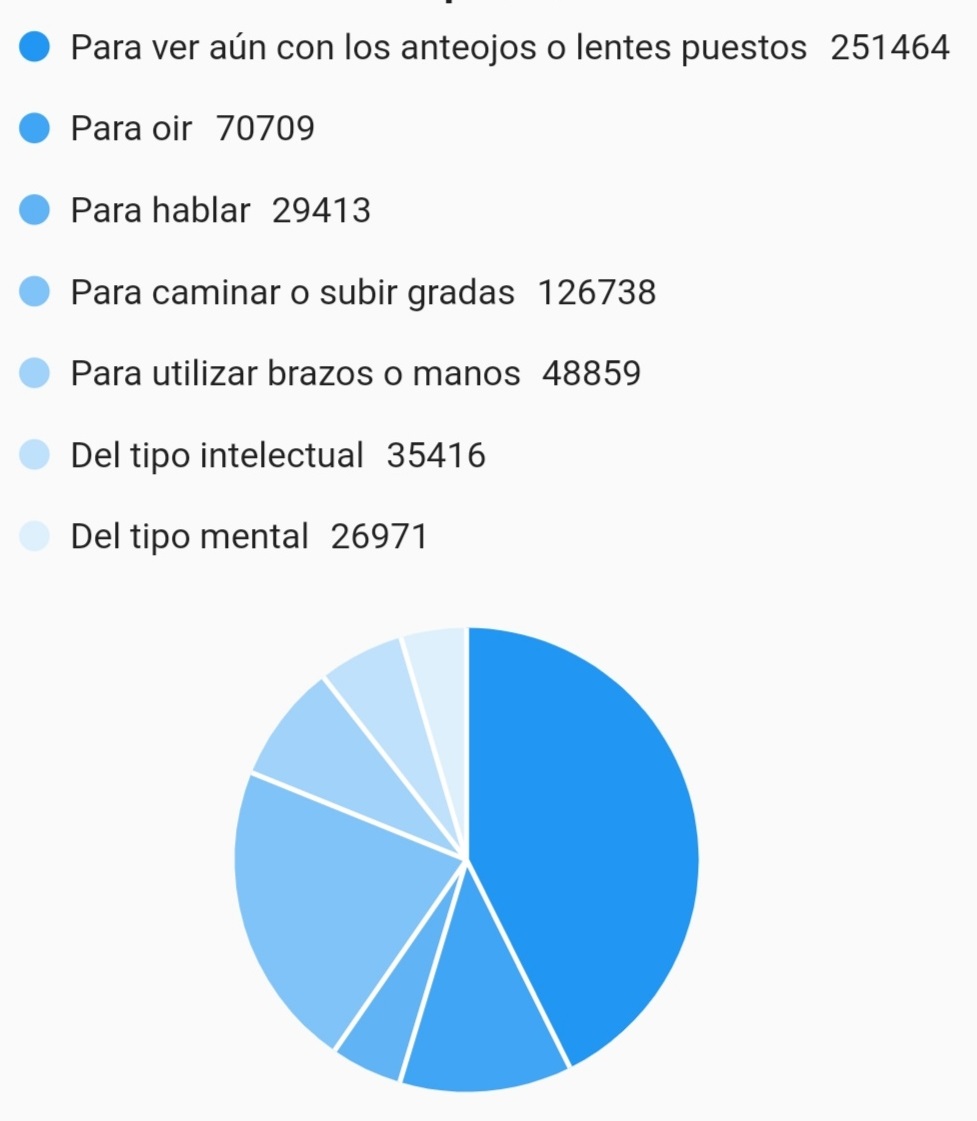 Para ver aún con los anteojos o lentes puestos 251464
Para oir 70709
Para hablar 29413
Para caminar o subir gradas 126738
Para utilizar brazos o manos 48859
Del tipo intelectual 35416
Del tipo mental 26971